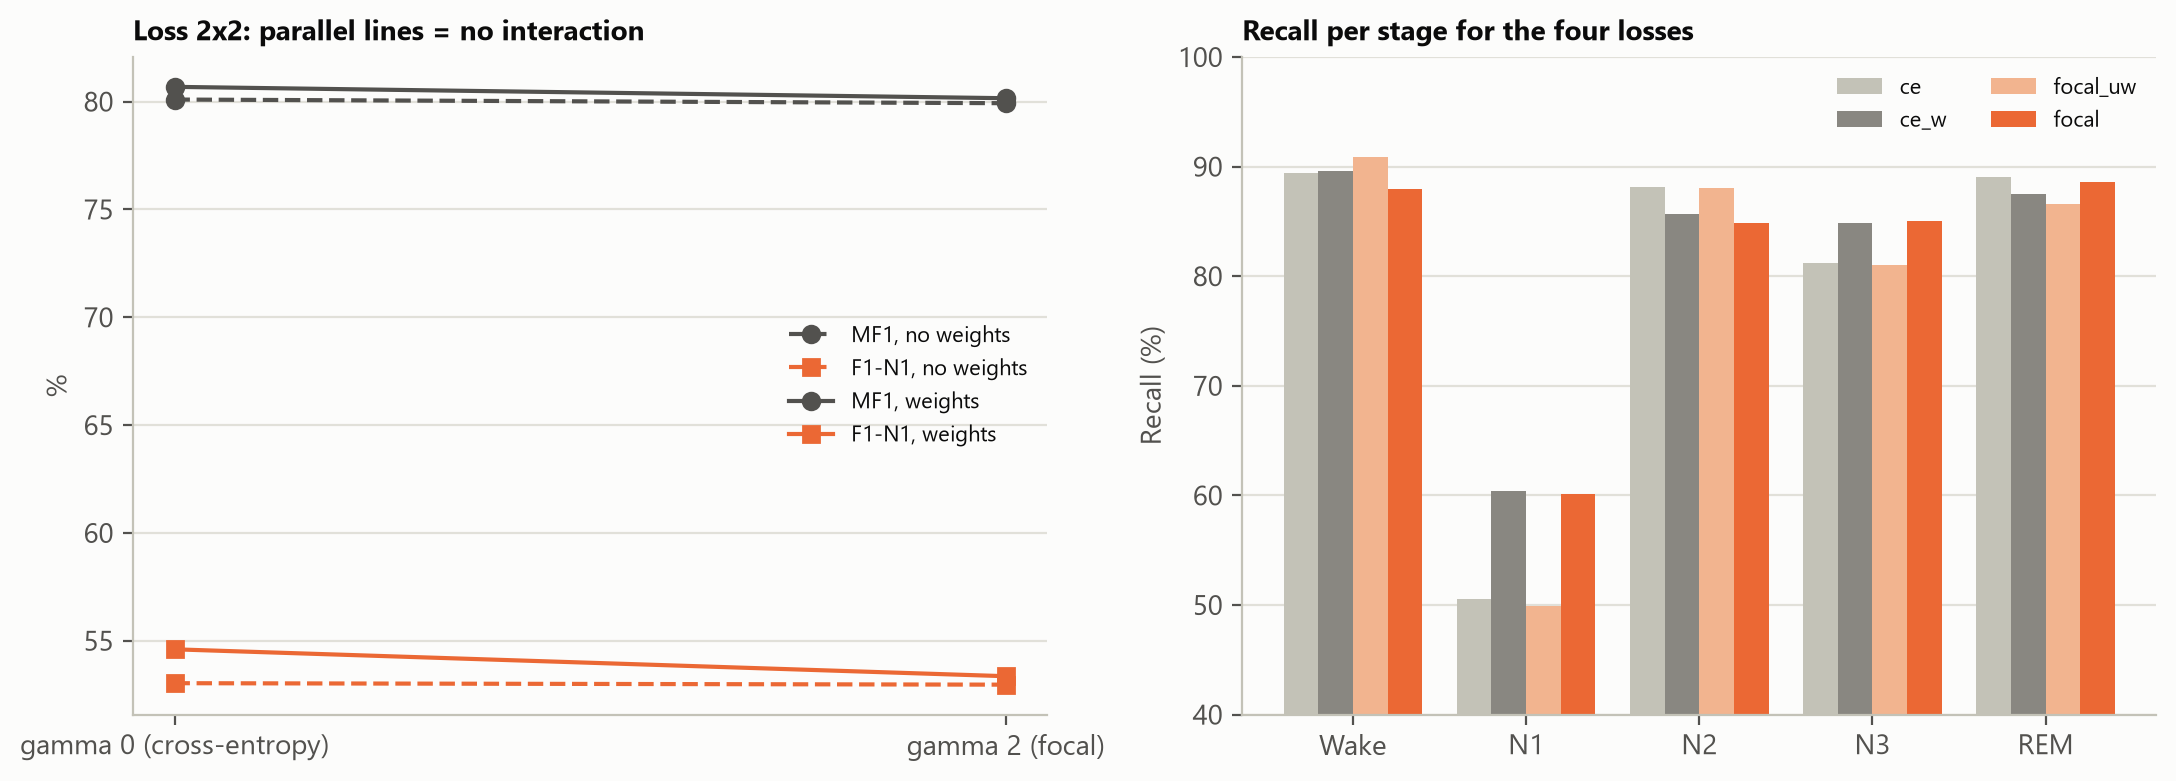 Loss 2x2: parallel lines = no interaction
%
80
75
70
65
60
55
MF1, no weights
F1-N1, no weights
MF1, weights
F1-N1, weights
gamma 0 (cross-entropy)
gamma 2 (focal)
Recall per stage for the four losses
Recall (%)
100
90
80
70
60
50
40
ce
ce_w
focal_uw
focal
Wake
N1
N2
N3
REM